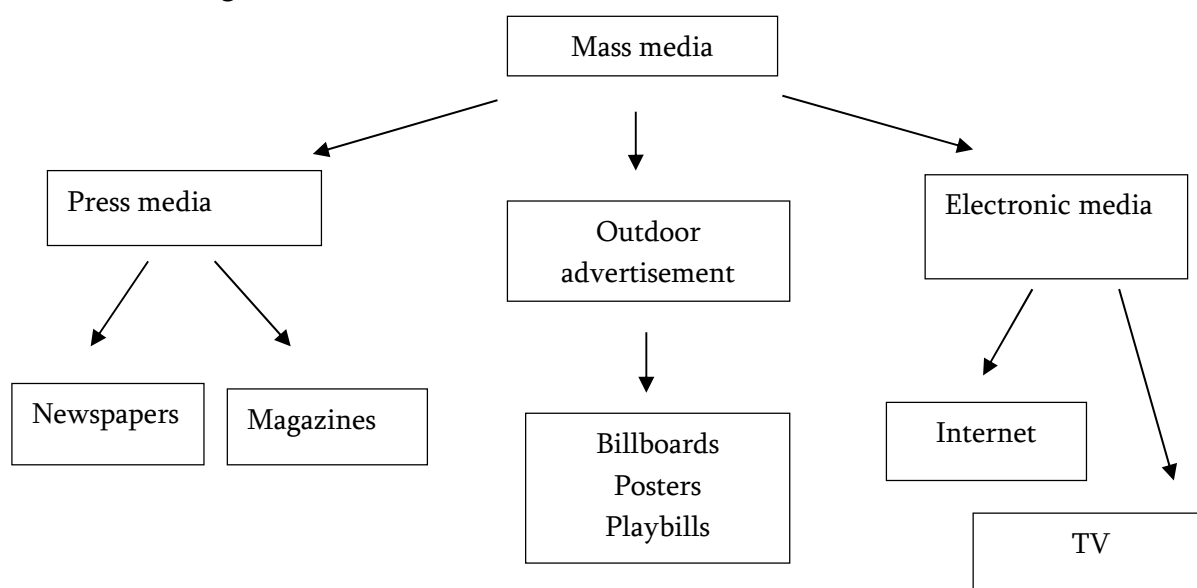 Mass media
Press media
Outdoor
advertisement
Electronic media
Newspapers
Magazines
Billboards
Posters
Playbills
Internet
TV